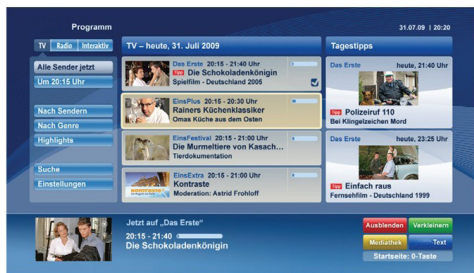 Programm
31.07.09 | 20:20
TV Radio Interaktiv
TV – heute, 31. Juli 2009
Tagestipps
Alle Sender jetzt
Um 20:15 Uhr
Nach Sendern
Nach Genre
Highlights
Suche
Einstellungen
Das Erste 20:15 - 21:40 Uhr
Tipp Die Schokoladenkönigin
Spielfilm - Deutschland 2005
EinsPlus 20:15 - 20:30 Uhr
Rainers Küchenklassiker
Omas Küche aus dem Osten
EinsFestival 20:15 - 21:00 Uhr
Die Murmeltiere von Kasach...
Tierdokumentation
EinsExtra 20:15 - 21:00 Uhr
Kontraste
Moderation: Astrid Frohloff
Das Erste heute, 21:40 Uhr
Tipp Polizeiruf 110
Bei Klingelzeichen Mord
Das Erste heute, 23:25 Uhr
Tipp Einfach raus
Fernsehfilm - Deutschland 1999
Jetzt auf „Das Erste“
20:15 - 21:40
Die Schokoladenkönigin
Ausblenden Verkleinern
Mediathek Text
Startseite: 0-Taste